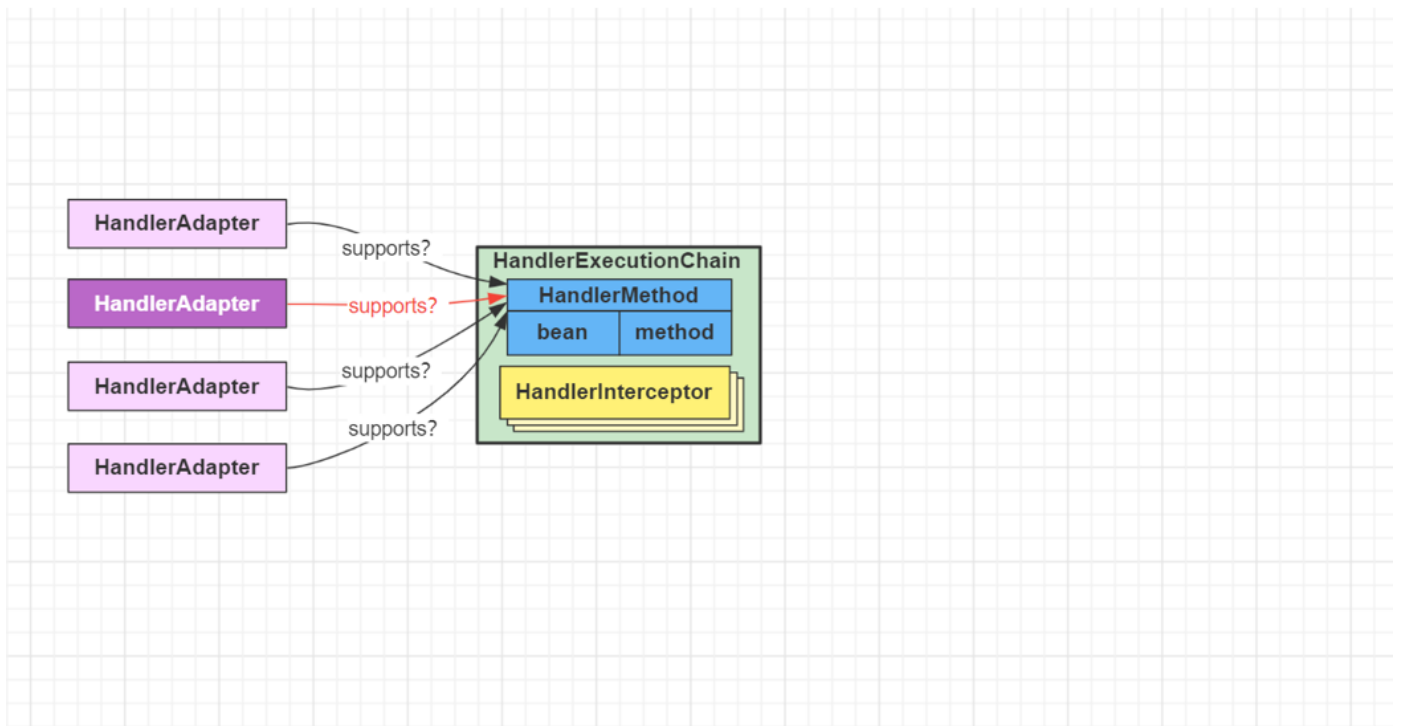 HandlerAdapter
supports?
HandlerAdapter
supports?
HandlerAdapter
supports?
HandlerAdapter
supports?
HandlerExecutionChain
HandlerMethod
bean method
HandlerInterceptor